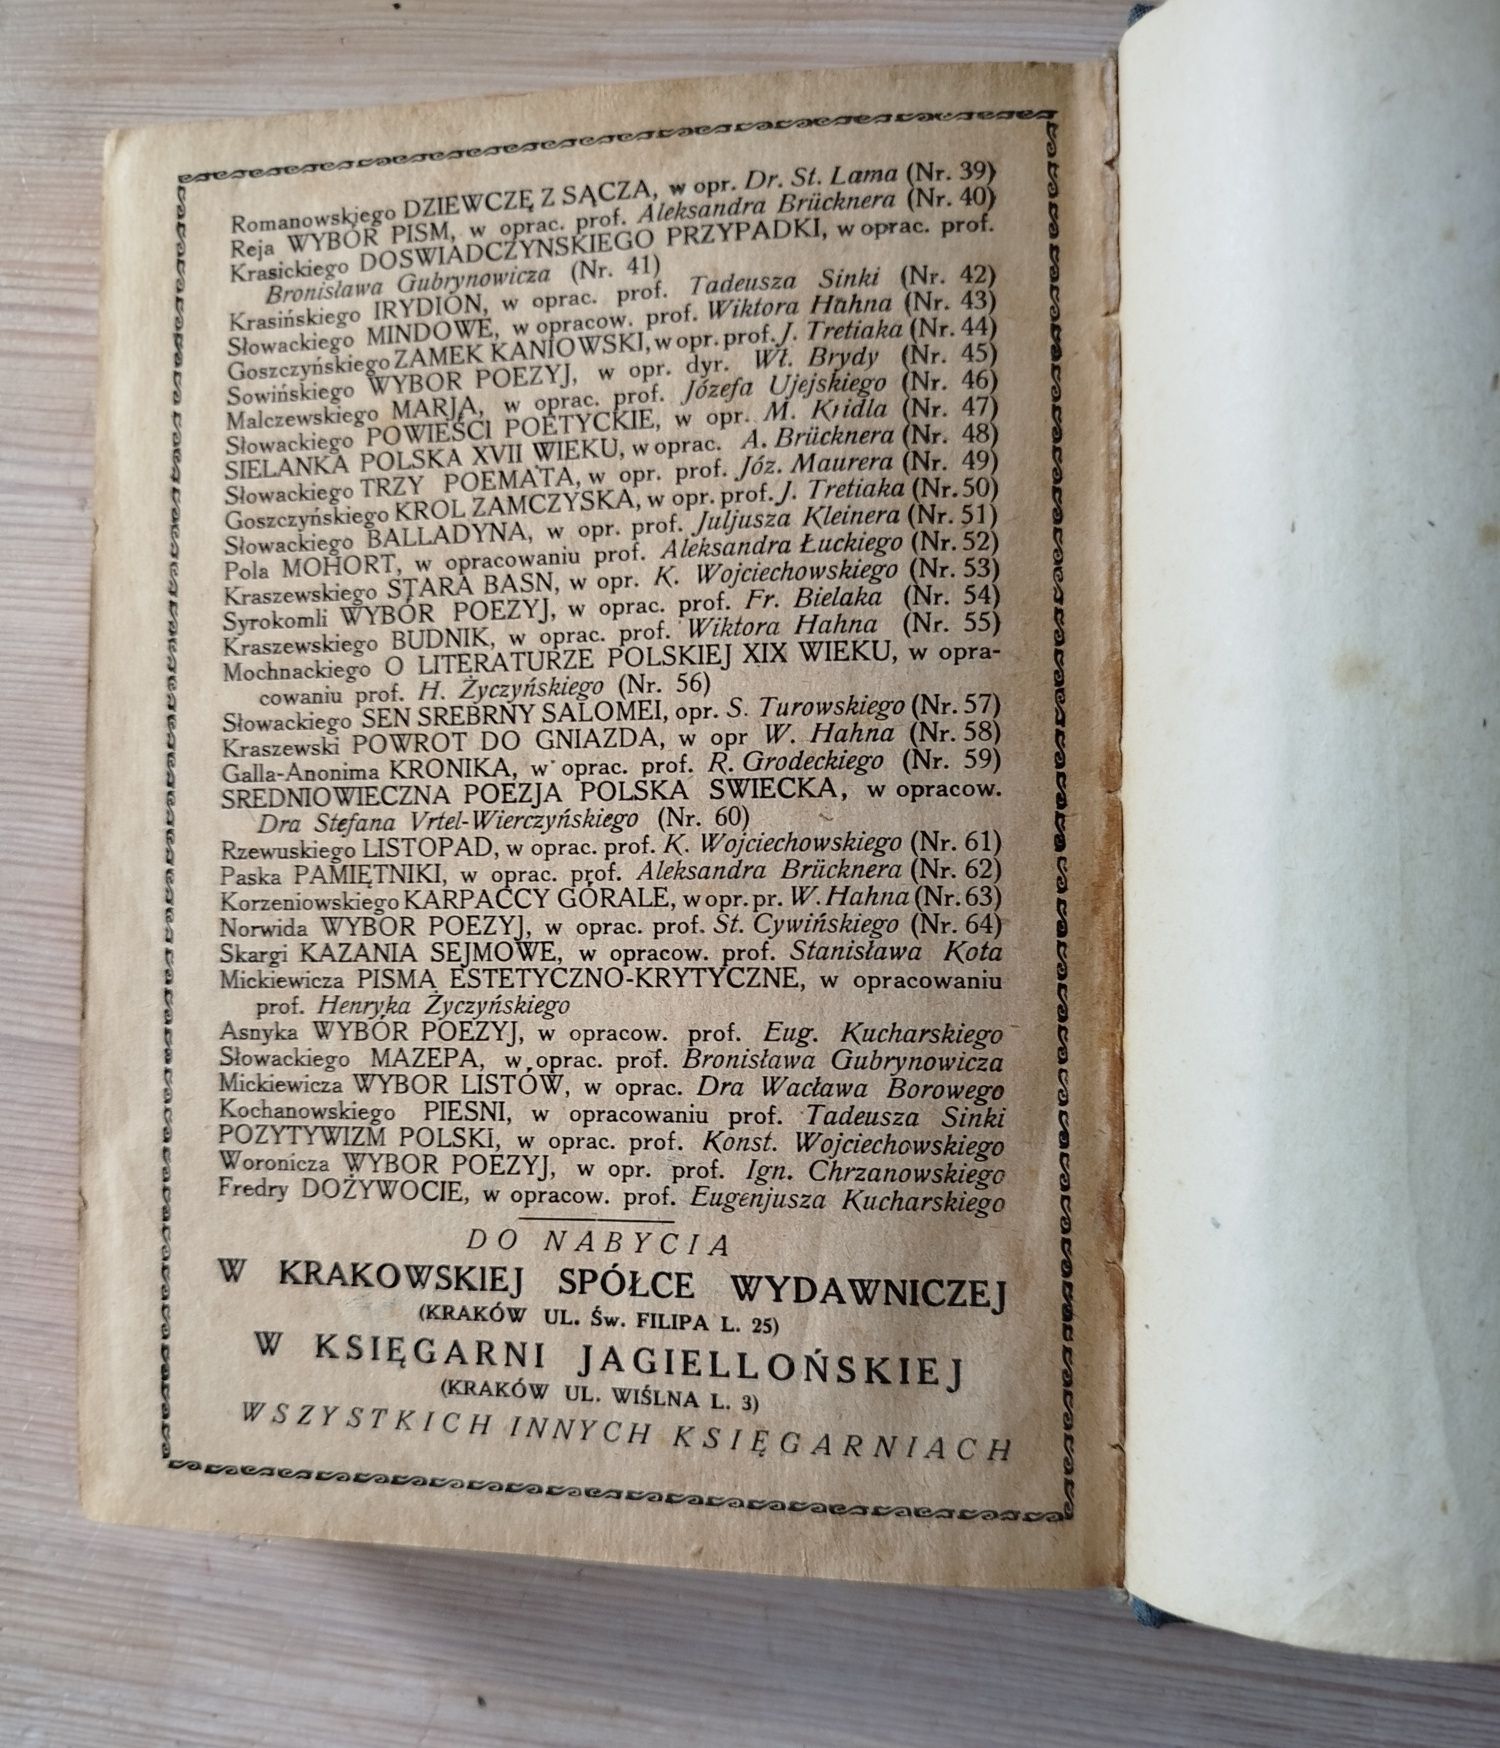 Romanowskiego DZIEWCZĘ Z SĄCZA, w opr. Dr. St. Lama (Nr. 39)
Reja WYBÓR PISM, w oprac. prof. Aleksandra Brücknera (Nr. 40)
Krasickiego DOSWIADCZYNSKIEGO PRZYPADKI, w oprac. prof.
Bronisława Gubrynowicza (Nr. 41)
Krasińskiego IRYDION, w oprac. prof. Tadeusza Sinki (Nr. 42)
Słowackiego MINDOWE, w opracow. prof. Wiktora Hahna (Nr. 43)
Goszczyńskiego ZAMEK KANIOWSKI, w opr. prof. J. Tretiaka (Nr. 44)
Sowińskiego WYBOR POEZYJ, w opr. dyr. Wł. Brydy (Nr. 45)
Malczewskiego MARJA, w oprac. prof. Józefa Ujejskiego (Nr. 46)
Słowackiego POWIEŚCI POETYCKIE, w opr. M. Kridla (Nr. 47)
SIELANKA POLSKA XVII WIEKU, w oprac. A. Brücknera (Nr. 48)
Słowackiego TRZY POEMATA, w opr. prof. Józ. Maurera (Nr. 49)
Goszczyńskiego KROL ZAMCZYSKA, w opr. prof. J. Tretiaka (Nr. 50)
Słowackiego BALLADYNA, w opr. prof. Juljusza Kleinera (Nr. 51)
Pola MOHORT, w opracowaniu prof. Aleksandra Łuckiego (Nr. 52)
Kraszewskiego STARA BASN, w opr. K. Wojciechowskiego (Nr. 53)
Syrokomli WYBÓR POEZYJ, w oprac. prof. Fr. Bielaka (Nr. 54)
Kraszewskiego BUDNIK, w oprac. prof. Wiktora Hahna (Nr. 55)
Mochnackiego O LITERATURZE POLSKIEJ XIX WIEKU, w opra-
cowaniu prof. H. Życzyńskiego (Nr. 56)
Słowackiego SEN SREBRNY SALOMEI, opr. S. Turowskiego (Nr. 57)
Kraszewski POWROT DO GNIAZDA, w opr W. Hahna (Nr. 58)
Galla-Anonima KRONIKA, w oprac. prof. R. Grodeckiego (Nr. 59)
SREDNIOWIECZNA POEZJA POLSKA SWIECKA, w opracow.
Dra Stefana Vrtel-Wierczyńskiego (Nr. 60)
Rzewuskiego LISTOPAD, w oprac. prof. K. Wojciechowskiego (Nr. 61)
Paska PAMIĘTNIKI, w oprac. prof. Aleksandra Brücknera (Nr. 62)
Korzeniowskiego KARPACCY GÓRALE, w opr. pr. W. Hahna (Nr. 63)
Norwida WYBOR POEZYJ, w oprac. prof. St. Cywińskiego (Nr. 64)
Skargi KAZANIA SEJMOWE, w opracow. prof. Stanisława Kota
Mickiewicza PISMA ESTETYCZNO-KRYTYCZNE, w opracowaniu
prof. Henryka Życzyńskiego
Asnyka WYBÓR POEZYJ, w opracow. prof. Eug. Kucharskiego
Słowackiego MAZEPA, w oprac. prof. Bronisława Gubrynowicza
Mickiewicza WYBOR LISTÓW, w oprac. Dra Wacława Borowego
Kochanowskiego PIESNI, w opracowaniu prof. Tadeusza Sinki
POZYTYWIZM POLSKI, w oprac. prof. Konst. Wojciechowskiego
Woronicza WYBOR POEZYJ, w opr. prof. Ign. Chrzanowskiego
Fredry DOŻYWOCIE, w opracow. prof. Eugenjusza Kucharskiego
DO NABYCIA
W KRAKOWSKIEJ SPÓŁCE WYDAWNICZEJ
(KRAKÓW UL. Św. FILIPA L. 25)
W KSIĘGARNI JAGIELLOŃSKIEJ
(KRAKÓW UL. WIŚLNA L. 3)
WSZYSTKICH INNYCH KSIĘGARNIACH